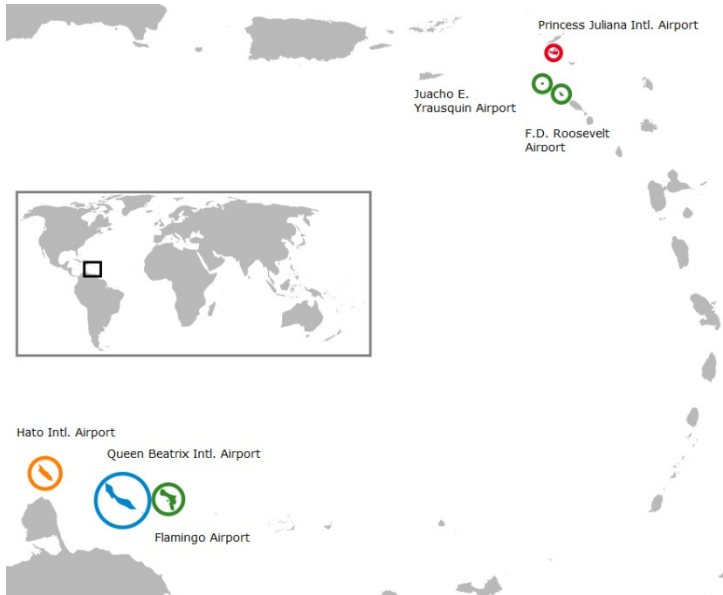 Princess Juliana Intl. Airport
Juacho E.
Yrausquin Airport
F.D. Roosevelt
Airport
Hato Intl. Airport
Queen Beatrix Intl. Airport
Flamingo Airport